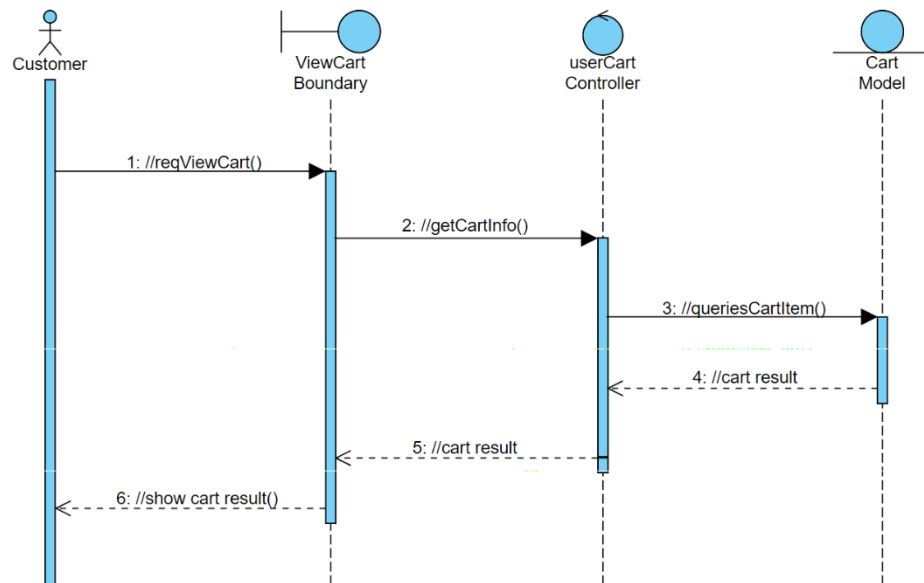 Customer
ViewCart
Boundary
userCart
Controller
Cart
Model
1: //reqViewCart()
2: //getCartInfo()
3: //queriesCartItem()
4: //cart result
5: //cart result
6: //show cart result()